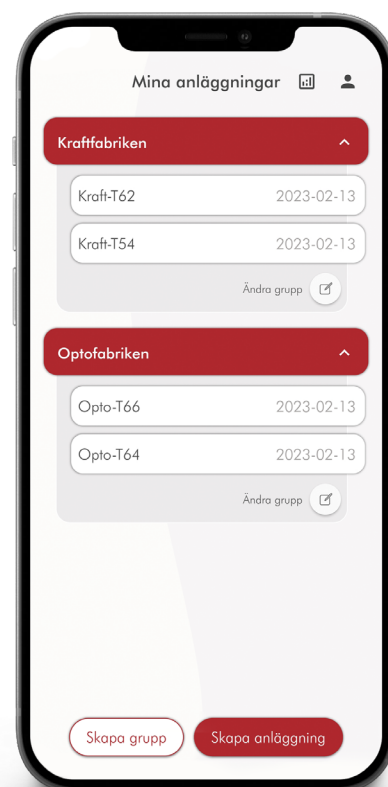 Mina anläggningar
Kraftfabriken
Kraft-T62 2023-02-13
Kraft-T54 2023-02-13
Ändra grupp
Optofabriken
Opto-T66 2023-02-13
Opto-T64 2023-02-13
Ändra grupp
Skapa grupp Skapa anläggning